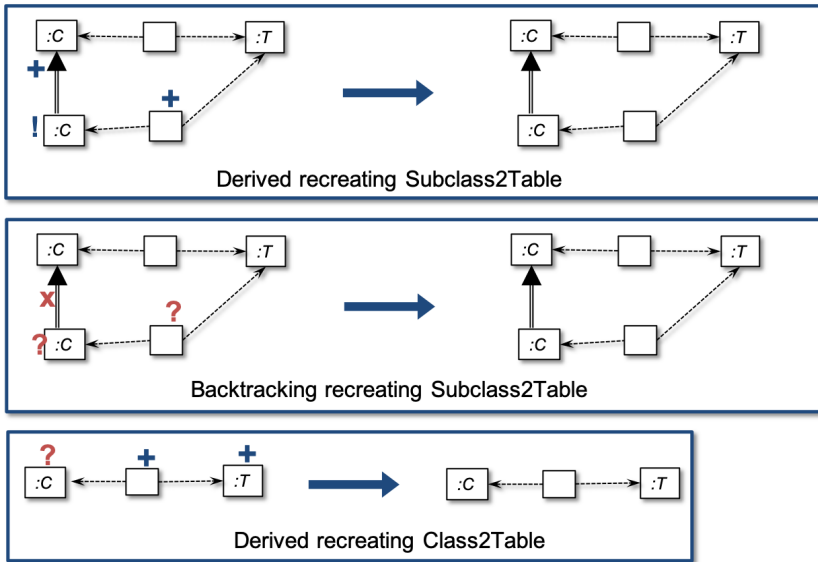 :C :T :C :T
+
+
! :C :C
Derived recreating Subclass2Table
:C :T :C :T
x
?
? :C :C
Backtracking recreating Subclass2Table
? + +
:C :T :C :T
Derived recreating Class2Table